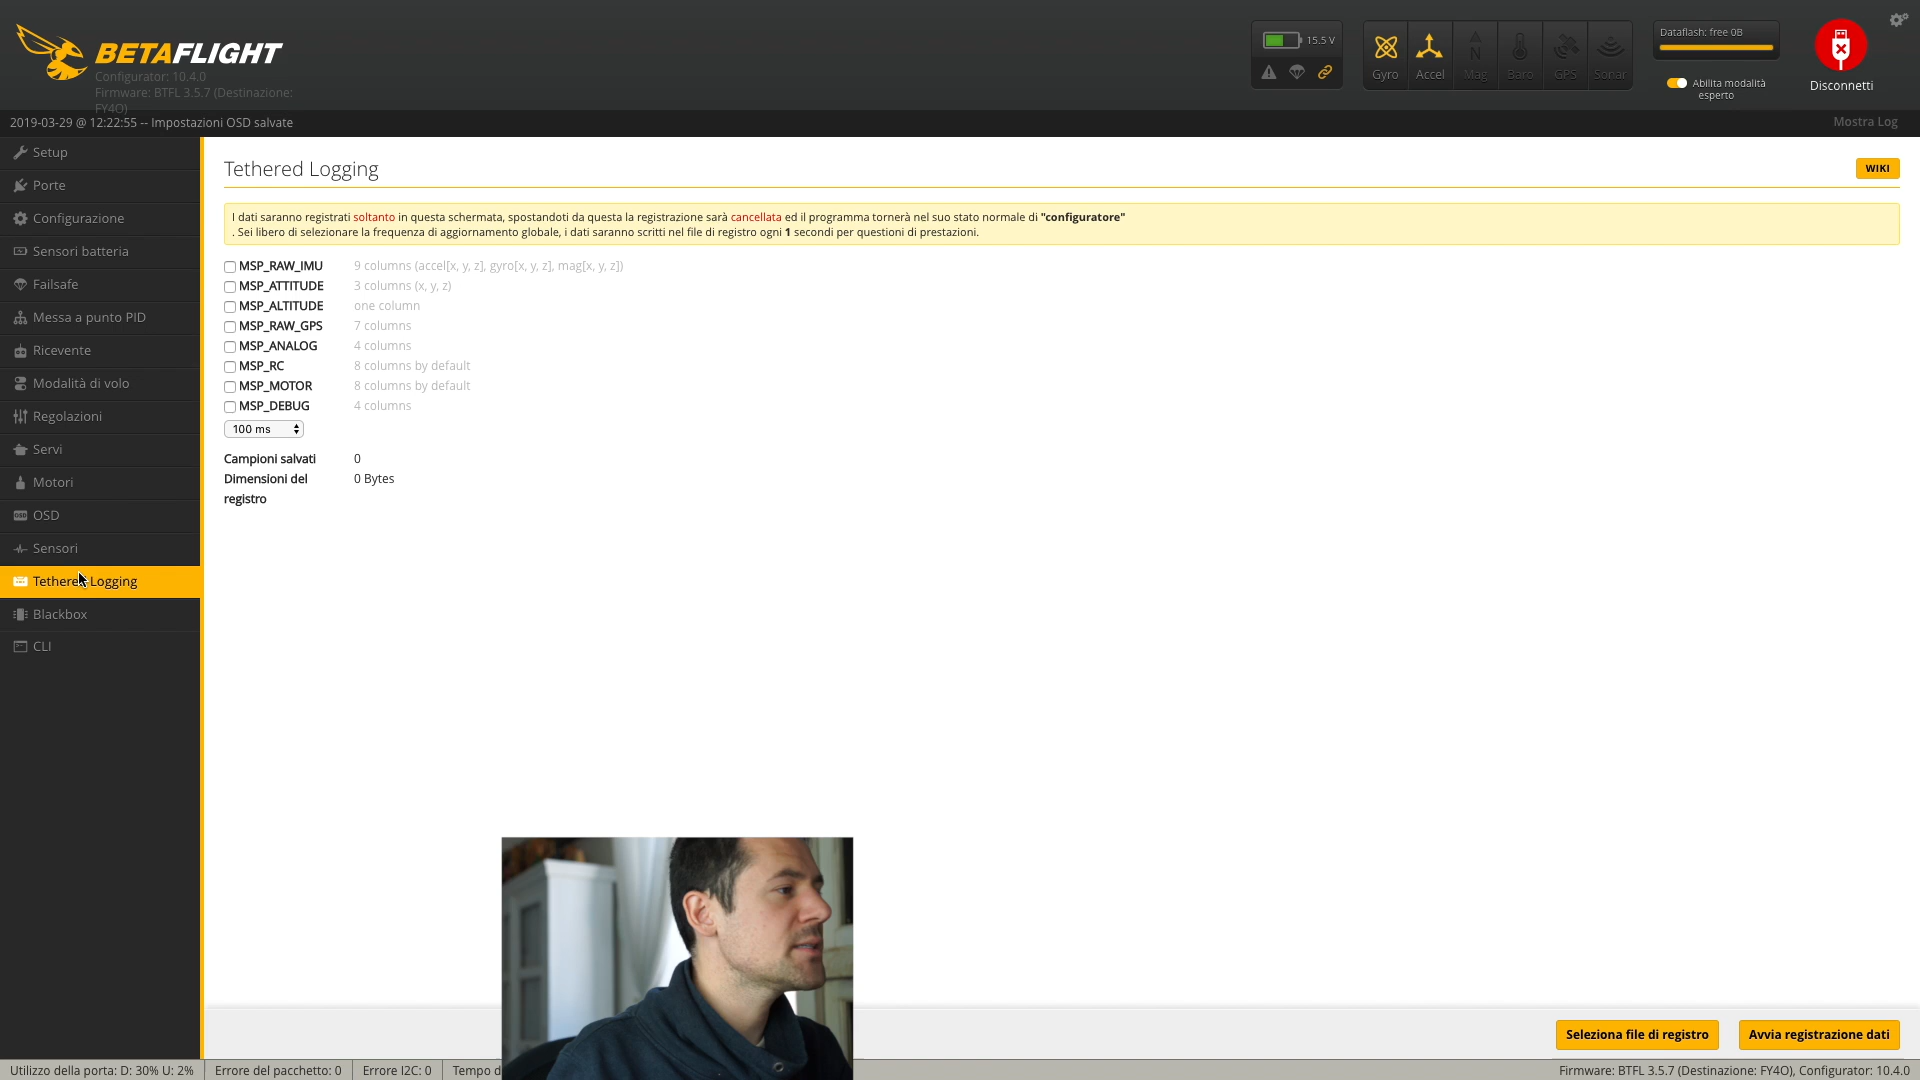 BETAFLIGHT
Configurator: 10.4.0
Firmware: BTFL 3.5.7 (Destinazione:
FY4O)
15.5 V
Gyro
Accel
Mag
Baro
GPS
Sonar
Dataflash: free 0B
Abilita modalità
esperto
Disconnetti
2019-03-29 @ 12:22:55 -- Impostazioni OSD salvate
Mostra Log
Setup
Porte
Configurazione
Sensori batteria
Failsafe
Messa a punto PID
Ricevente
Modalità di volo
Regolazioni
Servi
Motori
OSD
Sensori
Tethered Logging
Blackbox
CLI
Tethered Logging
WIKI
I dati saranno registrati soltanto in questa schermata, spostandoti da questa la registrazione sarà cancellata ed il programma tornerà nel suo stato normale di "configuratore"
. Sei libero di selezionare la frequenza di aggiornamento globale, i dati saranno scritti nel file di registro ogni 1 secondi per questioni di prestazioni.
MSP_RAW_IMU 9 columns (accel[x, y, z], gyro[x, y, z], mag[x, y, z])
MSP_ATTITUDE 3 columns (x, y, z)
MSP_ALTITUDE one column
MSP_RAW_GPS 7 columns
MSP_ANALOG 4 columns
MSP_RC 8 columns by default
MSP_MOTOR 8 columns by default
MSP_DEBUG 4 columns
100 ms
Campioni salvati 0
Dimensioni del 0 Bytes
registro
Seleziona file di registro
Avvia registrazione dati
Utilizzo della porta: D: 30% U: 2%
Errore del pacchetto: 0
Errore I2C: 0
Tempo d
Firmware: BTFL 3.5.7 (Destinazione: FY4O), Configurator: 10.4.0